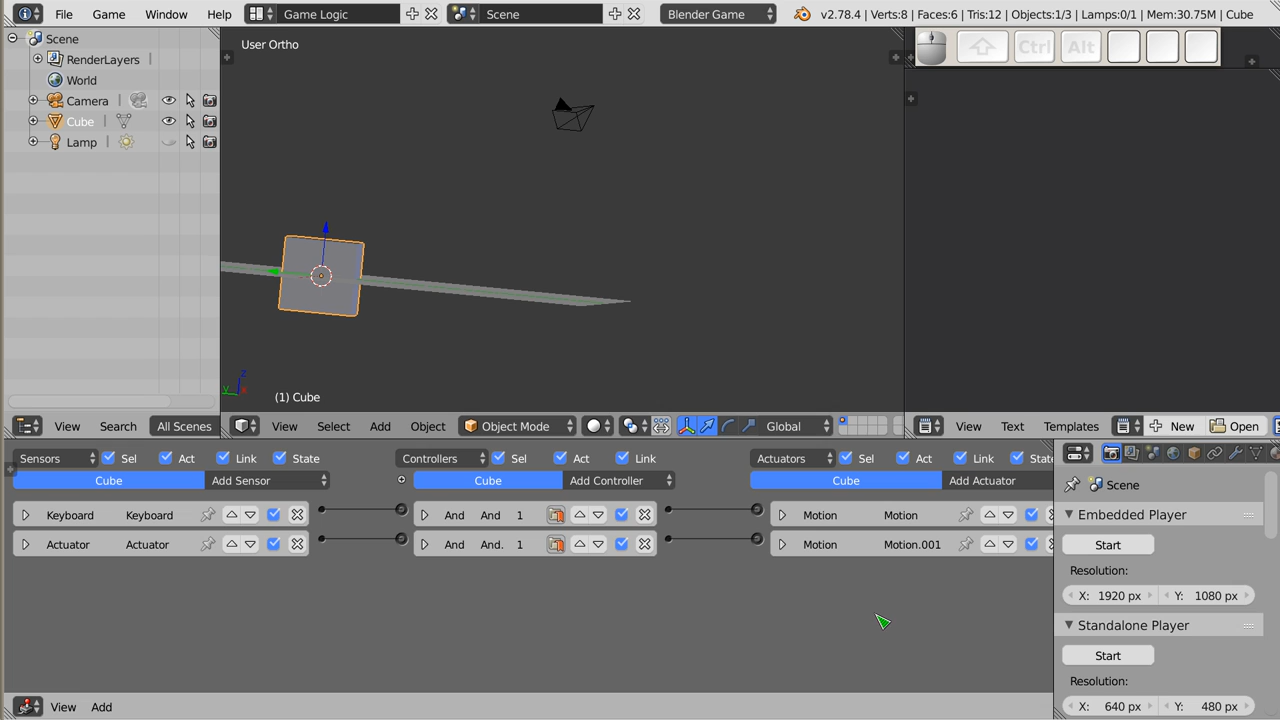 File Game Window Help Game Logic Scene Blender Game v2.78.4 | Verts:8 | Faces:6 | Tris:12 | Objects:1/3 | Lamps:0/1 | Mem:30.75M | Cube
Scene
RenderLayers
World
Camera
Cube
Lamp
User Ortho
Ctrl Alt
z
y x
(1) Cube
View Search All Scenes
View Select Add Object Object Mode Global
View Text Templates New Open
Sensors Sel Act Link State
Controllers Sel Act Link
Actuators Sel Act Link State
Cube Add Sensor
Cube Add Controller
Cube Add Actuator
Keyboard Keyboard
And And 1
Motion Motion
Actuator Actuator
And And. 1
Motion Motion.001
Scene
Embedded Player
Start
Resolution:
X: 1920 px Y: 1080 px
Standalone Player
Start
Resolution:
X: 640 px Y: 480 px
View Add